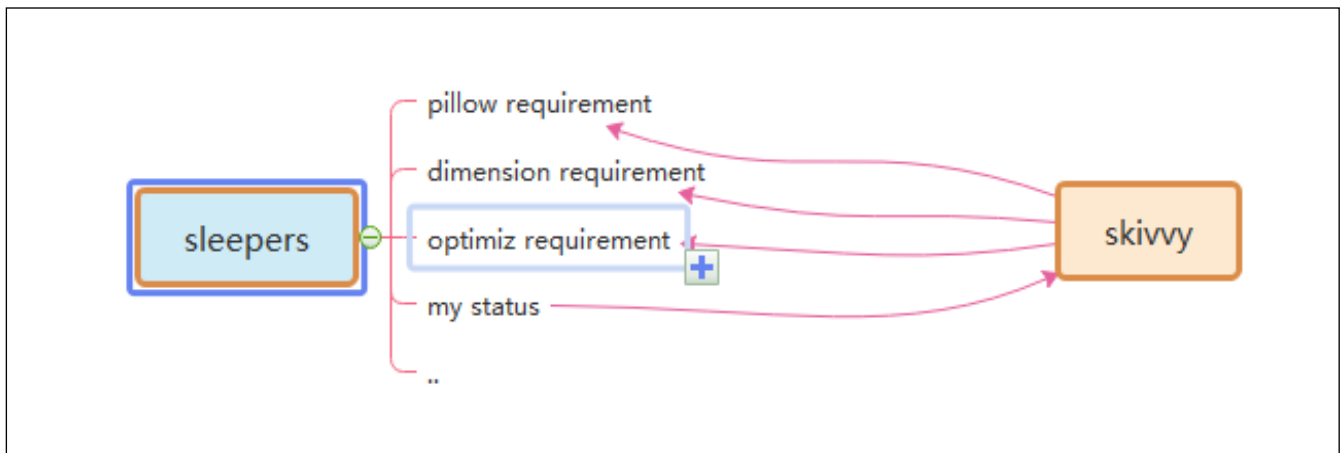 pillow requirement
dimension requirement
sleepers
optimiz requirement
skivvy
my status
..